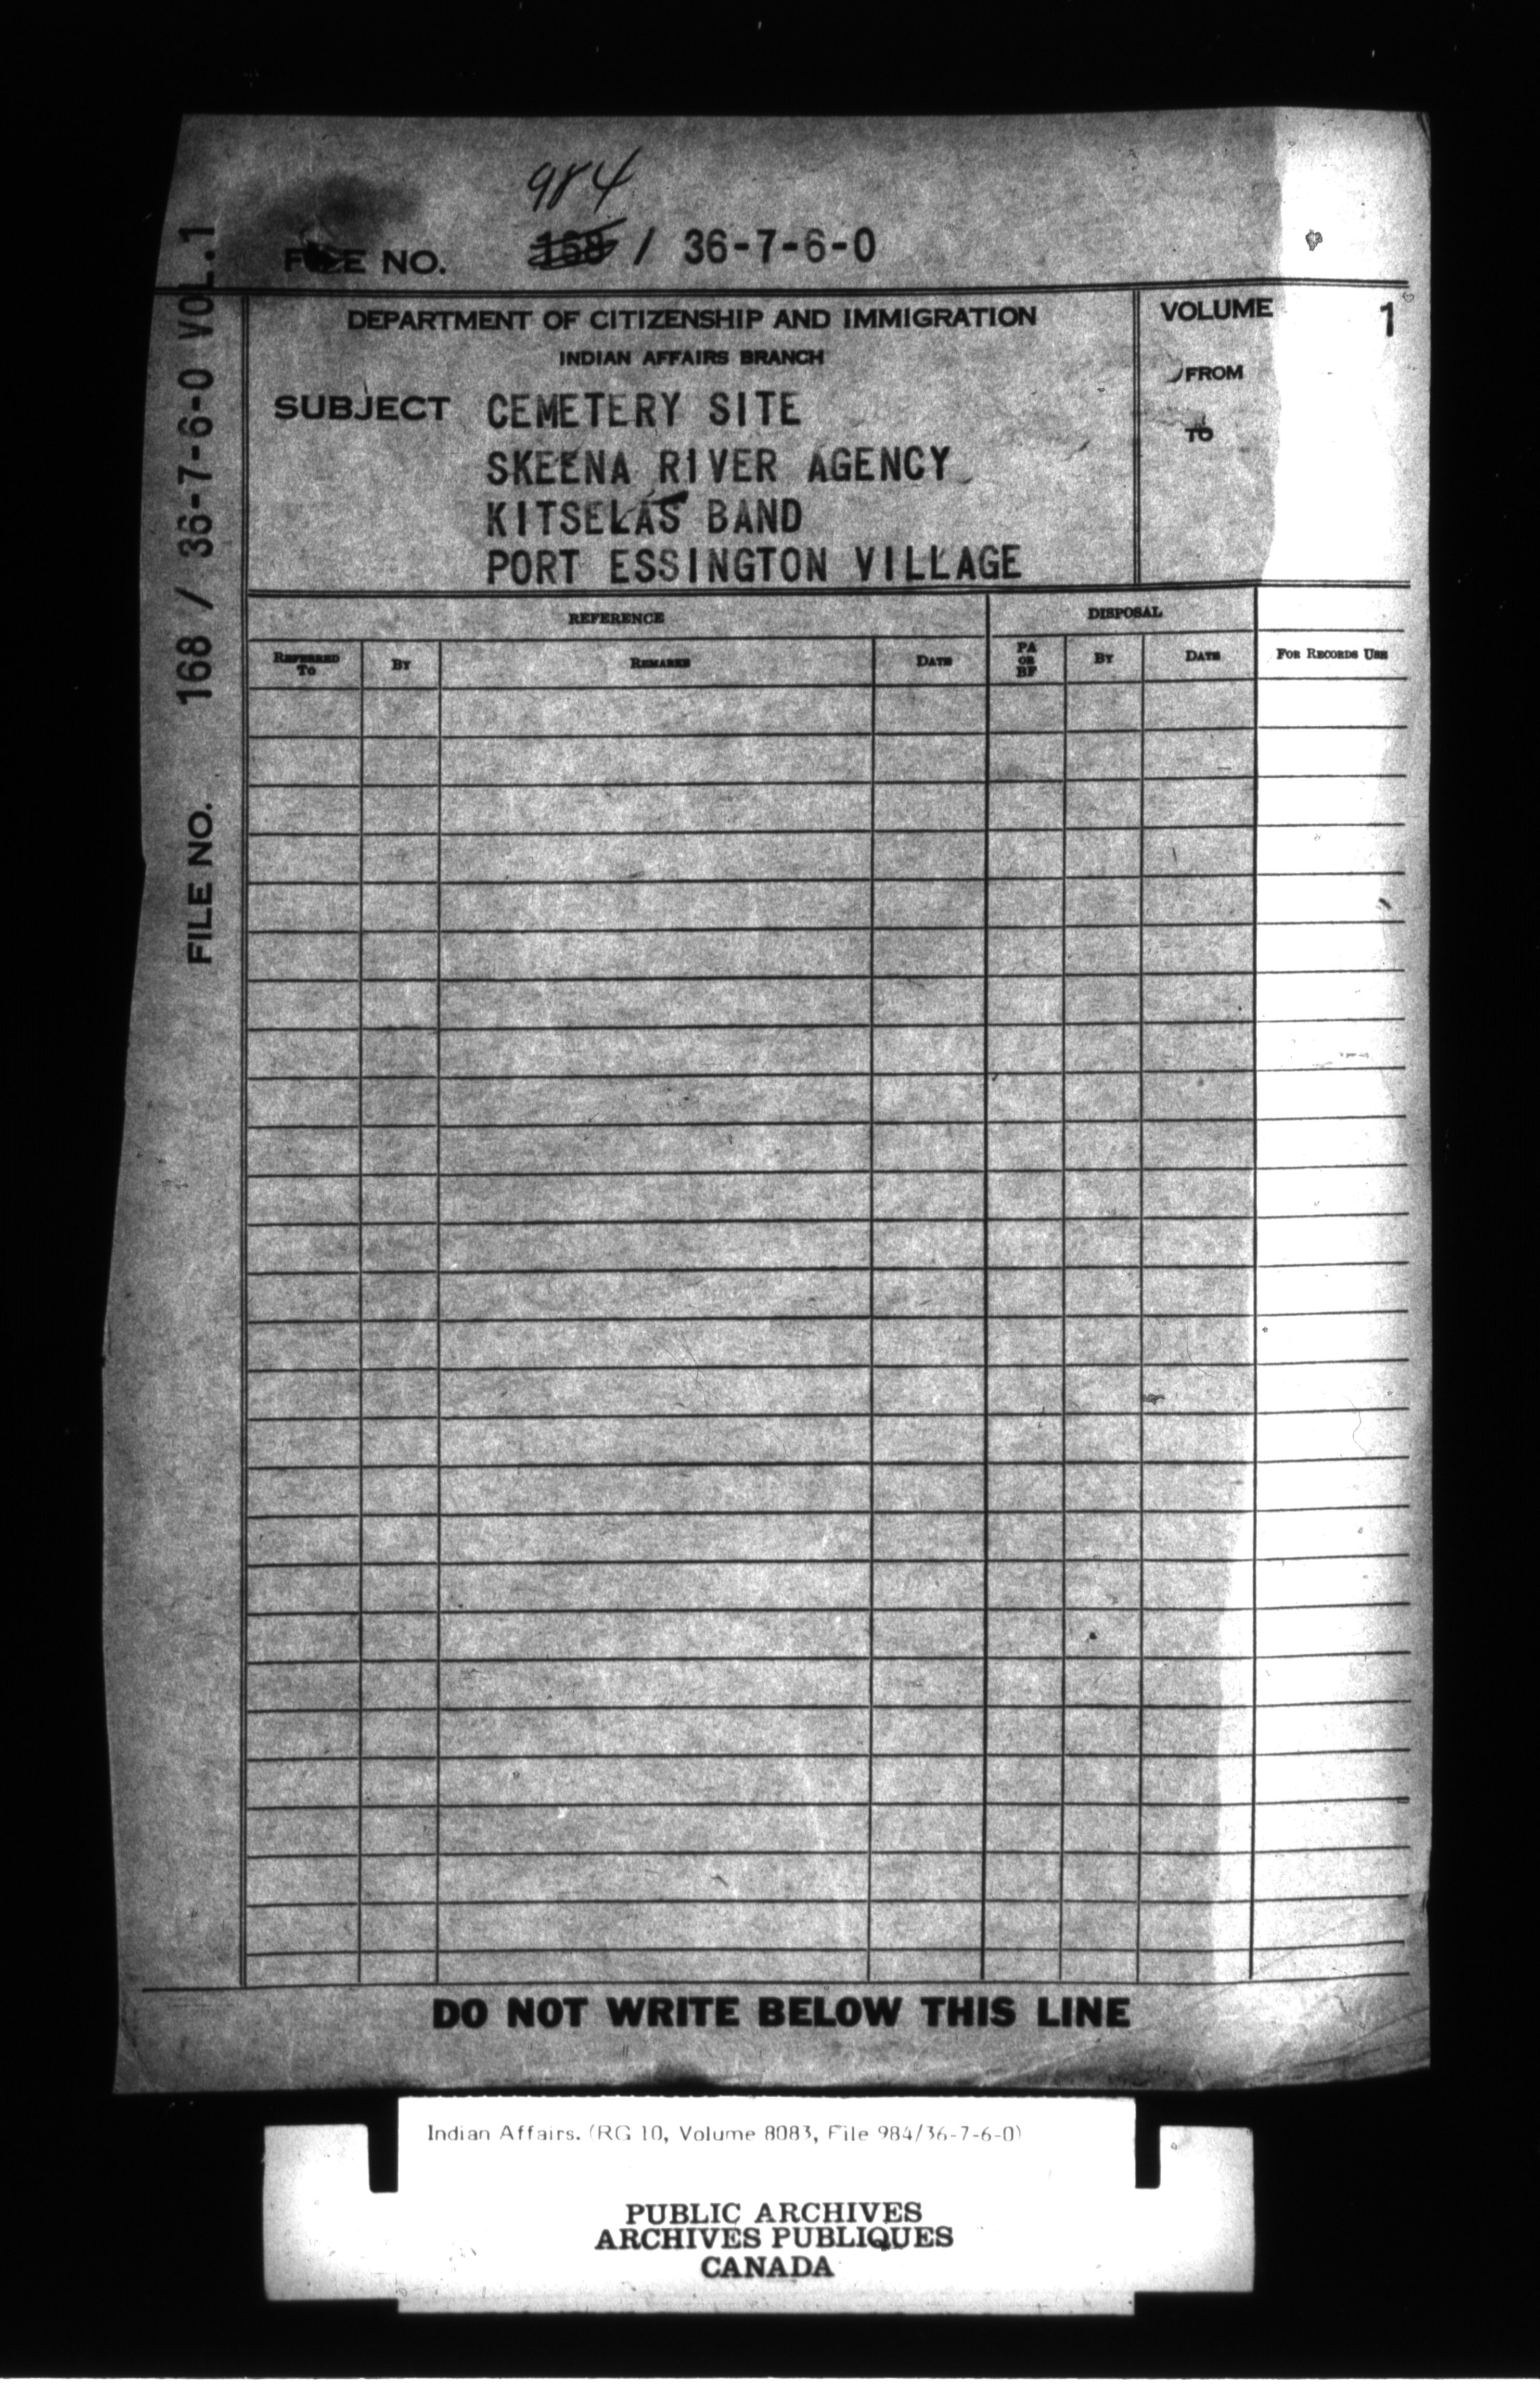 984
FILE NO. 168 / 36-7-6-0
DEPARTMENT OF CITIZENSHIP AND IMMIGRATION
INDIAN AFFAIRS BRANCH
SUBJECT CEMETERY SITE
SKEENA RIVER AGENCY
KITSELAS BAND
PORT ESSINGTON VILLAGE
VOLUME 1
FROM
TO
REFERENCE
DISPOSAL
REFERRED TO
BY
REMARKS
DATE
PA OR BF
BY
DATE
FOR RECORDS USE
FILE NO. 168 / 36-7-6-0 VOL.1
DO NOT WRITE BELOW THIS LINE
Indian Affairs. (RG 10, Volume 8083, File 984/36-7-6-0)
PUBLIC ARCHIVES
ARCHIVES PUBLIQUES
CANADA